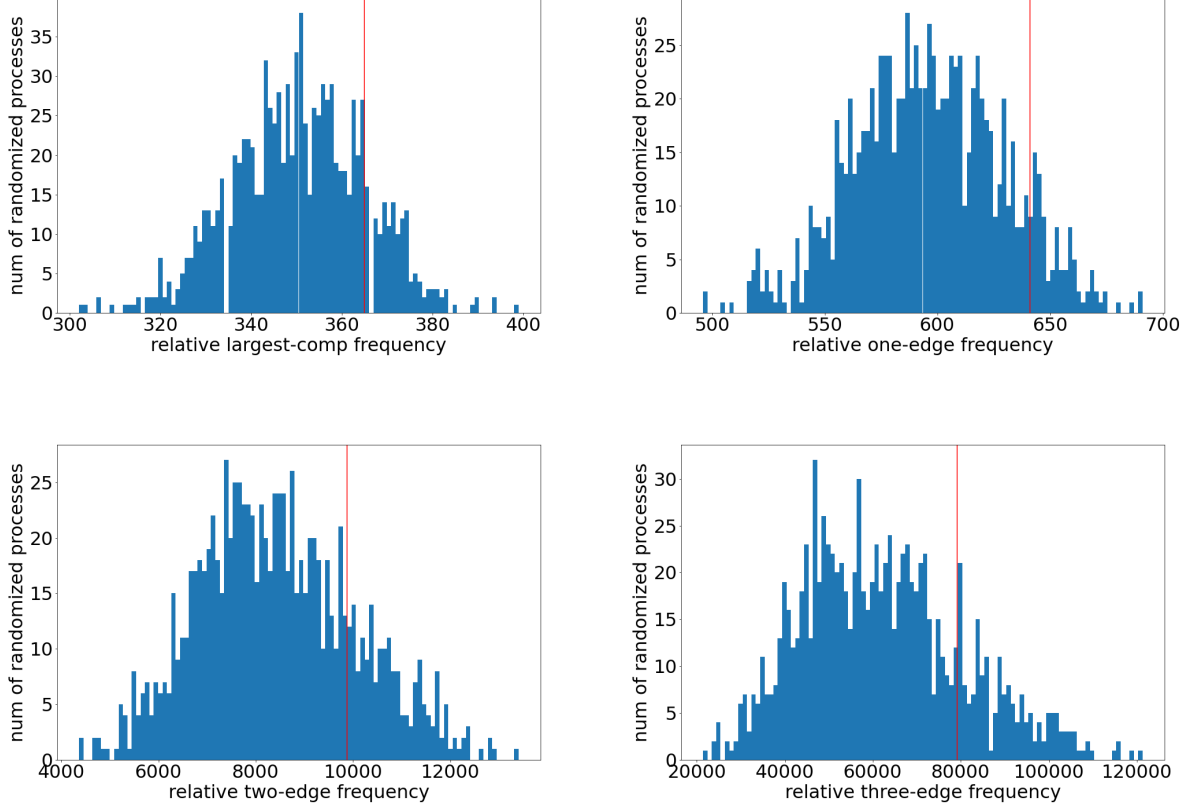 num of randomized processes
35
30
25
20
15
10
5
0
300 320 340 360 380 400
relative largest-comp frequency
num of randomized processes
25
20
15
10
5
0
500 550 600 650 700
relative one-edge frequency
num of randomized processes
25
20
15
10
5
0
4000 6000 8000 10000 12000
relative two-edge frequency
num of randomized processes
30
25
20
15
10
5
0
20000 40000 60000 80000 100000 120000
relative three-edge frequency